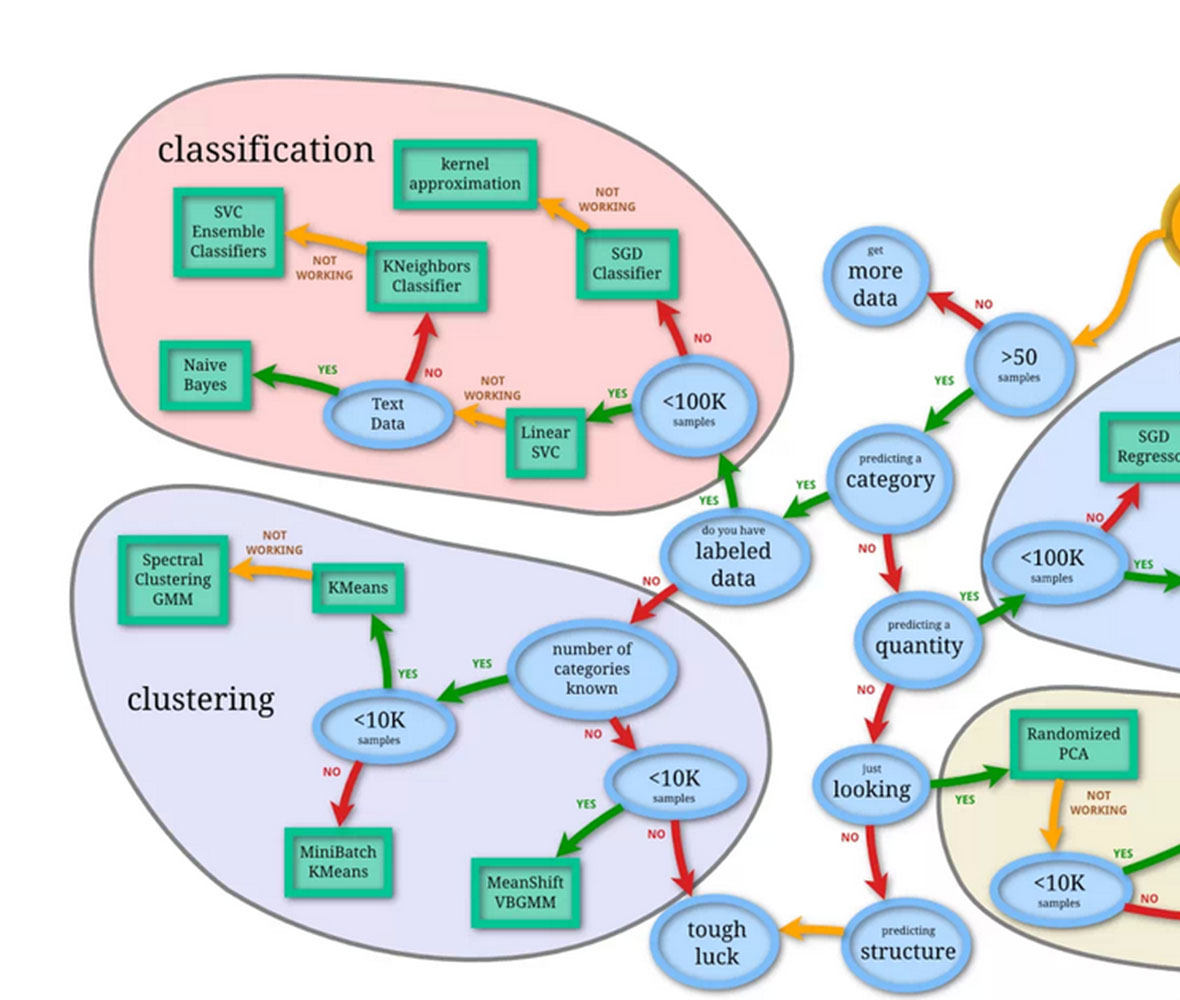 classification
kernel
approximation
NOT
WORKING
SVC
Ensemble
Classifiers
NOT
WORKING
KNeighbors
Classifier
SGD
Classifier
NO
Naive
Bayes
YES
NO
Text
Data
NOT
WORKING
Linear
SVC
YES
<100K
samples
YES
get
more
data
NO
>50
samples
YES
predicting a
category
YES
do you have
labeled
data
NO
NO
predicting a
quantity
YES
SGD
NO
<100K
samples
YES
clustering
Spectral
Clustering
GMM
NOT
WORKING
KMeans
YES
number of
categories
known
YES
<10K
samples
NO
NO
MiniBatch
KMeans
<10K
samples
YES
NO
MeanShift
VBGMM
tough
luck
NO
just
looking
YES
NO
predicting
structure
Randomized
PCA
NOT
WORKING
<10K
samples
YES
NO